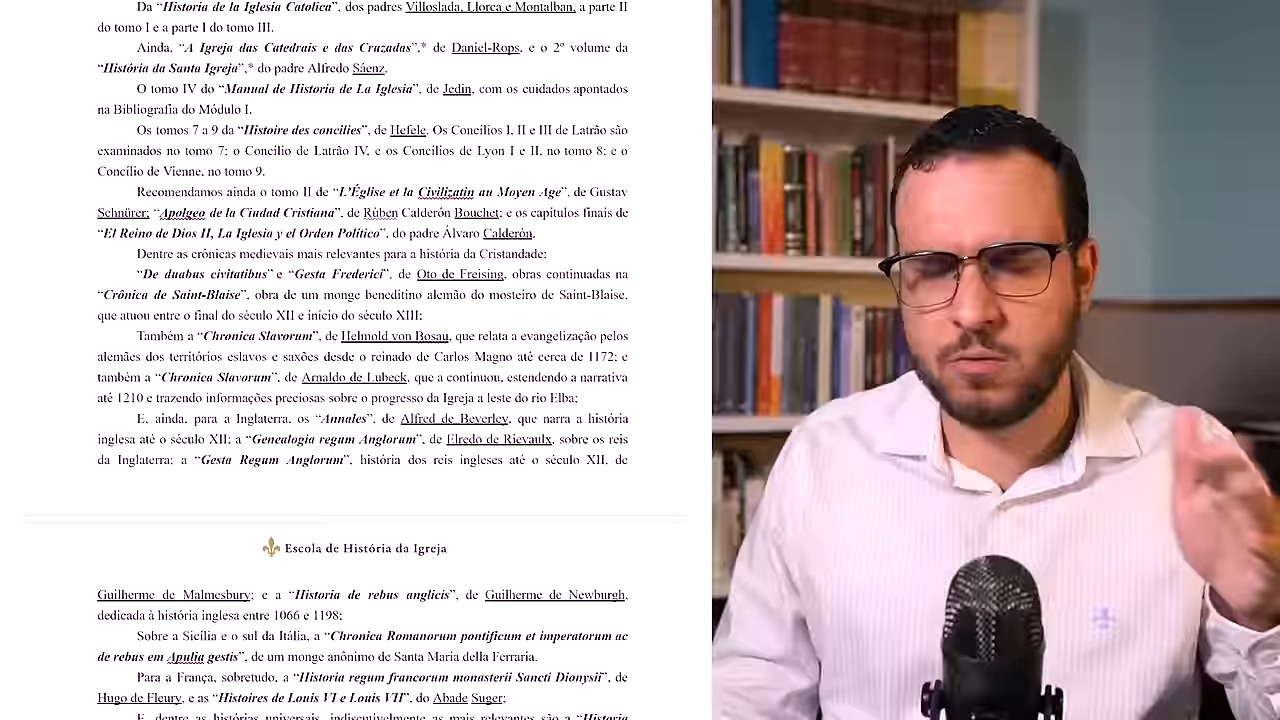 Da “Historia de la Iglesia Catolica”, dos padres Villoslada, Llorca e Montalban, a parte II
do tomo I e a parte I do tomo III.
Ainda, “A Igreja das Catedrais e das Cruzadas”,* de Daniel-Rops, e o 2º volume da
“História da Santa Igreja”,* do padre Alfredo Sáenz.
O tomo IV do “Manual de Historia de La Iglesia”, de Jedin, com os cuidados apontados
na Bibliografia do Módulo I.
Os tomos 7 a 9 da “Histoire des conciles”, de Hefele. Os Concílios I, II e III de Latrão são
examinados no tomo 7; o Concílio de Latrão IV, e os Concílios de Lyon I e II, no tomo 8; e o
Concílio de Vienne, no tomo 9.
Recomendamos ainda o tomo II de “L’Église et la Civilizatin au Moyen Age”, de Gustav
Schnürer; “Apolgeo de la Ciudad Cristiana”, de Rúben Calderón Bouchet; e os capítulos finais de
“El Reino de Dios II, La Iglesia y el Orden Político”, do padre Álvaro Calderón.
Dentre as crônicas medievais mais relevantes para a história da Cristandade:
“De duabus civitatibus” e “Gesta Frederici”, de Oto de Freising, obras continuadas na
“Crônica de Saint-Blaise”, obra de um monge beneditino alemão do mosteiro de Saint-Blaise,
que atuou entre o final do século XII e início do século XIII;
Também a “Chronica Slavorum”, de Helmold von Bosau, que relata a evangelização pelos
alemães dos territórios eslavos e saxões desde o reinado de Carlos Magno até cerca de 1172; e
também a “Chronica Slavorum”, de Arnaldo de Lubeck, que a continuou, estendendo a narrativa
até 1210 e trazendo informações preciosas sobre o progresso da Igreja a leste do rio Elba;
E, ainda, para a Inglaterra, os “Annales”, de Alfred de Beverley, que narra a história
inglesa até o século XII; a “Genealogia regum Anglorum”, de Elredo de Rievaulx, sobre os reis
da Inglaterra; a “Gesta Regum Anglorum”, história dos reis ingleses até o século XII, de
Escola de História da Igreja
Guilherme de Malmesbury; e a “Historia de rebus anglicis”, de Guilherme de Newburgh,
dedicada à história inglesa entre 1066 e 1198;
Sobre a Sicília e o sul da Itália, a “Chronica Romanorum pontificum et imperatorum ac
de rebus em Apulia gestis”, de um monge anônimo de Santa Maria della Ferraria.
Para a França, sobretudo, a “Historia regum francorum monasterii Sancti Dionysii”, de
Hugo de Fleury, e as “Histoires de Louis VI e Louis VII”, do Abade Suger;
E, dentre as histórias universais, indiscutivelmente as mais relevantes são a “Historia